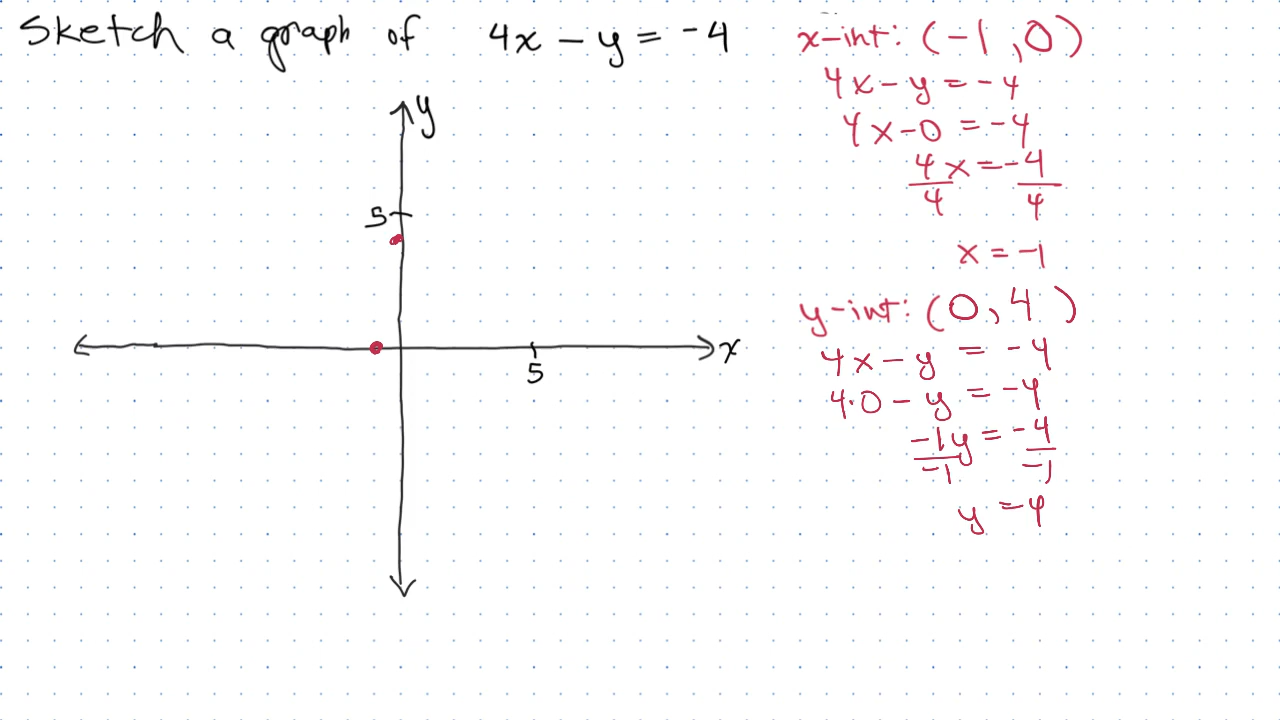 Sketch a graph of 4x - y = -4
y
5
x
5
x-int: (-1, 0)
4x - y = -4
4x - 0 = -4
4x = -4
4 4
x = -1
y-int: (0, 4)
4x - y = -4
4·0 - y = -4
-1y = -4
-1 -1
y = 4